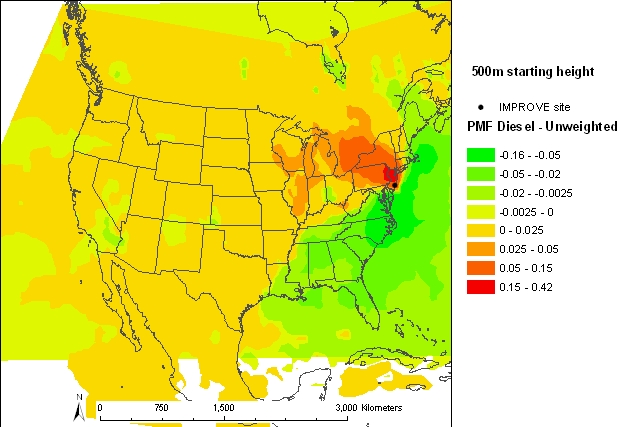 500m starting height
IMPROVE site
PMF Diesel - Unweighted
-0.16 - -0.05
-0.05 - -0.02
-0.02 - -0.0025
-0.0025 - 0
0 - 0.025
0.025 - 0.05
0.05 - 0.15
0.15 - 0.42
N
0 750 1,500 3,000 Kilometers